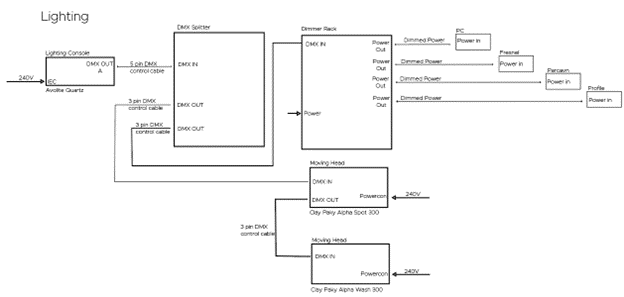 Lighting
Lighting Console
DMX OUT
A
IEC
Avolite Quartz
240V
5 pin DMX
control cable
DMX Splitter
DMX IN
DMX OUT
DMX OUT
3 pin DMX
control cable
3 pin DMX
control cable
Dimmer Rack
DMX IN
Power
Out
Power
Out
Power
Out
Power
Out
Power
Dimmed Power
PC
Power in
Dimmed Power
Fresnel
Power in
Dimmed Power
Parcan
Power in
Dimmed Power
Profile
Power in
Moving Head
DMX IN
DMX OUT
Powercon
240V
Clay Paky Alpha Spot 300
3 pin DMX
control cable
Moving Head
DMX IN
Powercon
240V
Clay Paky Alpha Wash 300